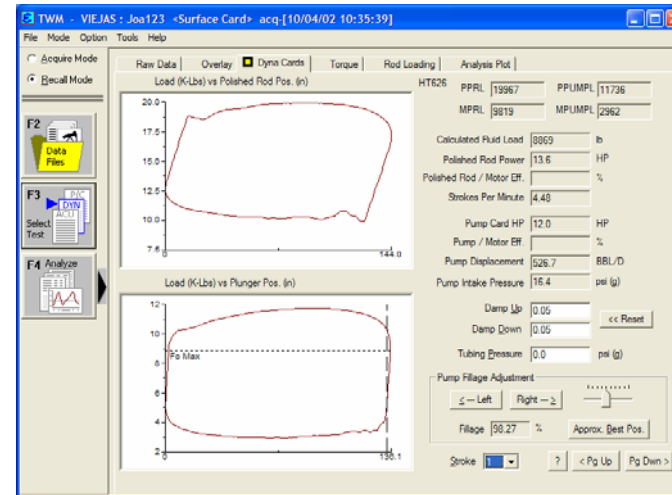 TWM - VIEJAS : Joa123 <Surface Card> acq-[10/04/02 10:35:39]
File Mode Option Tools Help
Acquire Mode
Recall Mode
F2
Data
Files
F3
P/C
DYN
ACU
Select
Test
F4 Analyze
Raw Data Overlay Dyna Cards Torque Rod Loading Analysis Plot
Load (K-Lbs) vs Polished Rod Pos. (in)
20.0
17.5
15.0
12.5
10.0
7.5
0
144.0
Load (K-Lbs) vs Plunger Pos. (in)
12
10
8
6
4
2
Fo Max
0
HT626 PPRL 19967 PPUMPL 11736
MPRL 9819 MPUMPL 2962
Calculated Fluid Load 8869 lb
Polished Rod Power 13.6 HP
Polished Rod / Motor Eff. %
Strokes Per Minute 4.48
Pump Card HP 12.0 HP
Pump / Motor Eff. %
Pump Displacement 526.7 BBL/D
Pump Intake Pressure 16.4 psi (g)
Damp Up 0.05
Damp Down 0.05
<< Reset
Tubing Pressure 0.0 psi (g)
Pump Fillage Adjustment
< -- Left Right -- >
Fillage 98.27 % Approx. Best Pos.
Stroke 1 ? < Pg Up Pg Dwn >